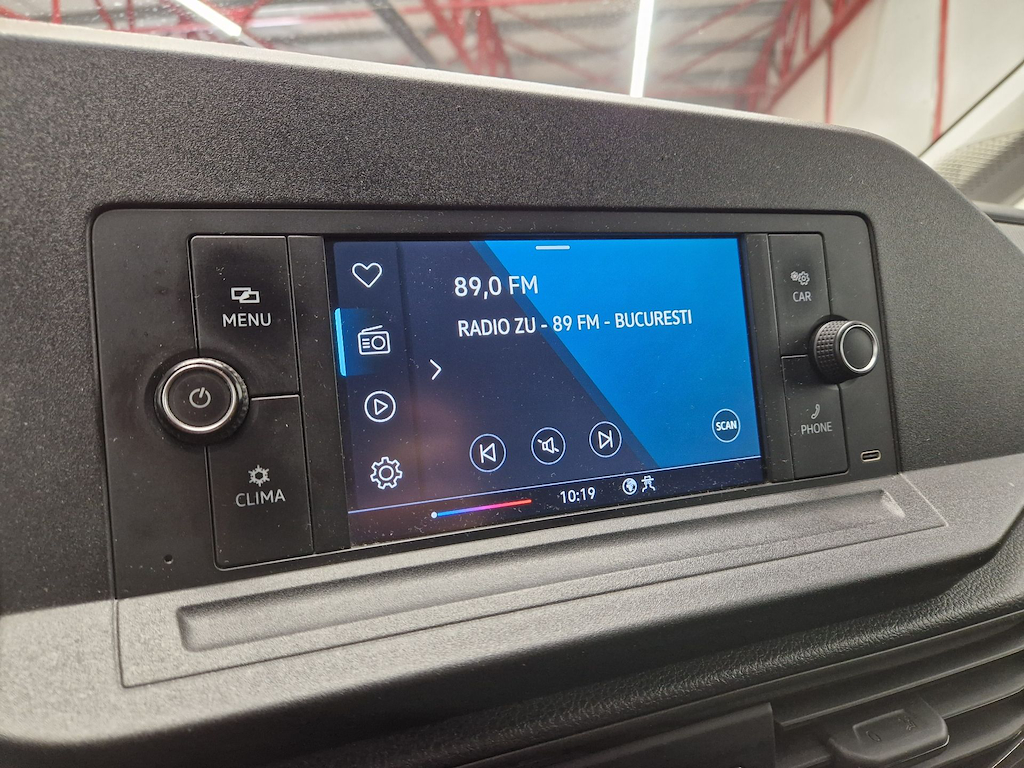 MENU
CLIMA
89,0 FM
RADIO ZU - 89 FM - BUCURESTI
SCAN
10:19
CAR
PHONE